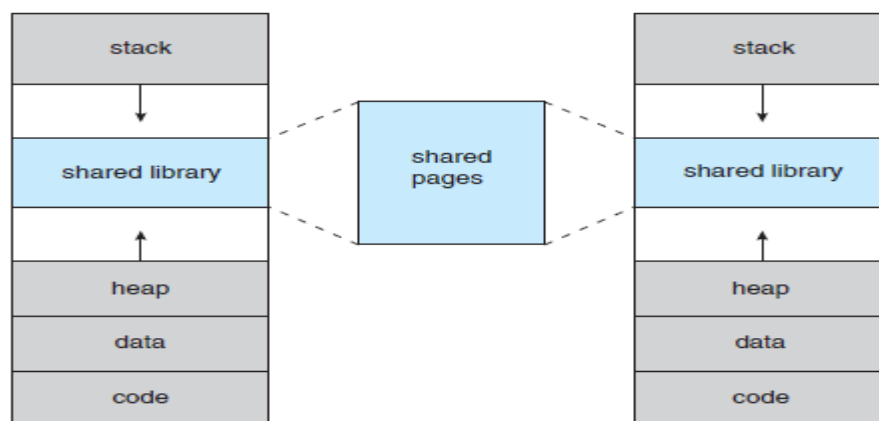 stack
shared library
heap
data
code
shared
pages
stack
shared library
heap
data
code